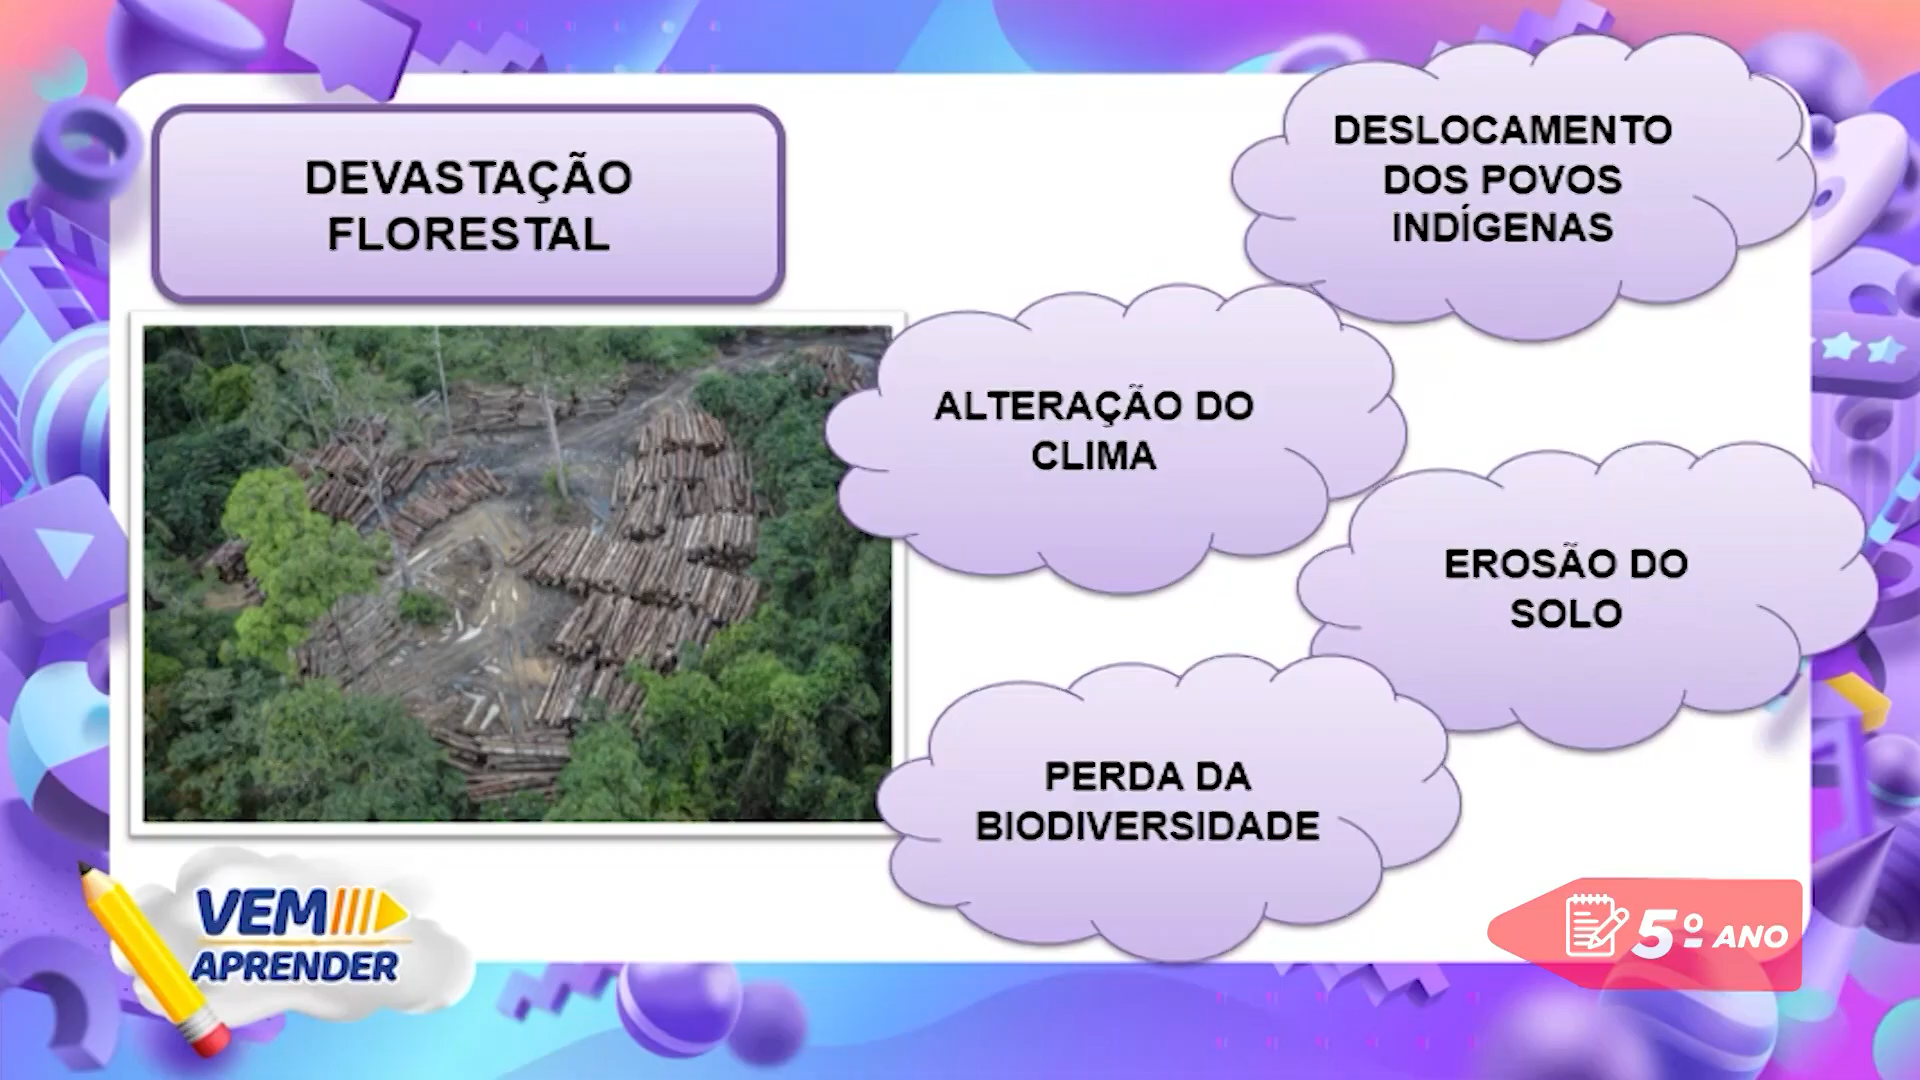 DEVASTAÇÃO
FLORESTAL
DESLOCAMENTO
DOS POVOS
INDÍGENAS
ALTERAÇÃO DO
CLIMA
EROSÃO DO
SOLO
PERDA DA
BIODIVERSIDADE
VEM
APRENDER
5º ANO